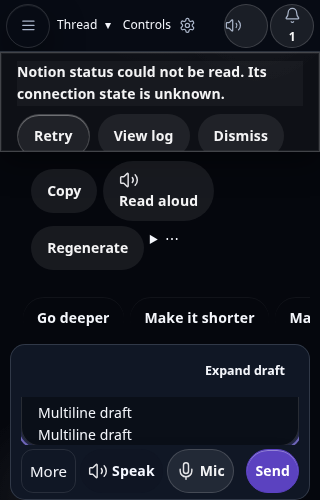 Thread ▾ Controls
1
Notion status could not be read. Its
connection state is unknown.
Retry View log Dismiss
Copy Read aloud
Regenerate ▶ ...
Go deeper Make it shorter Ma
Expand draft
Multiline draft
Multiline draft
More Speak Mic Send